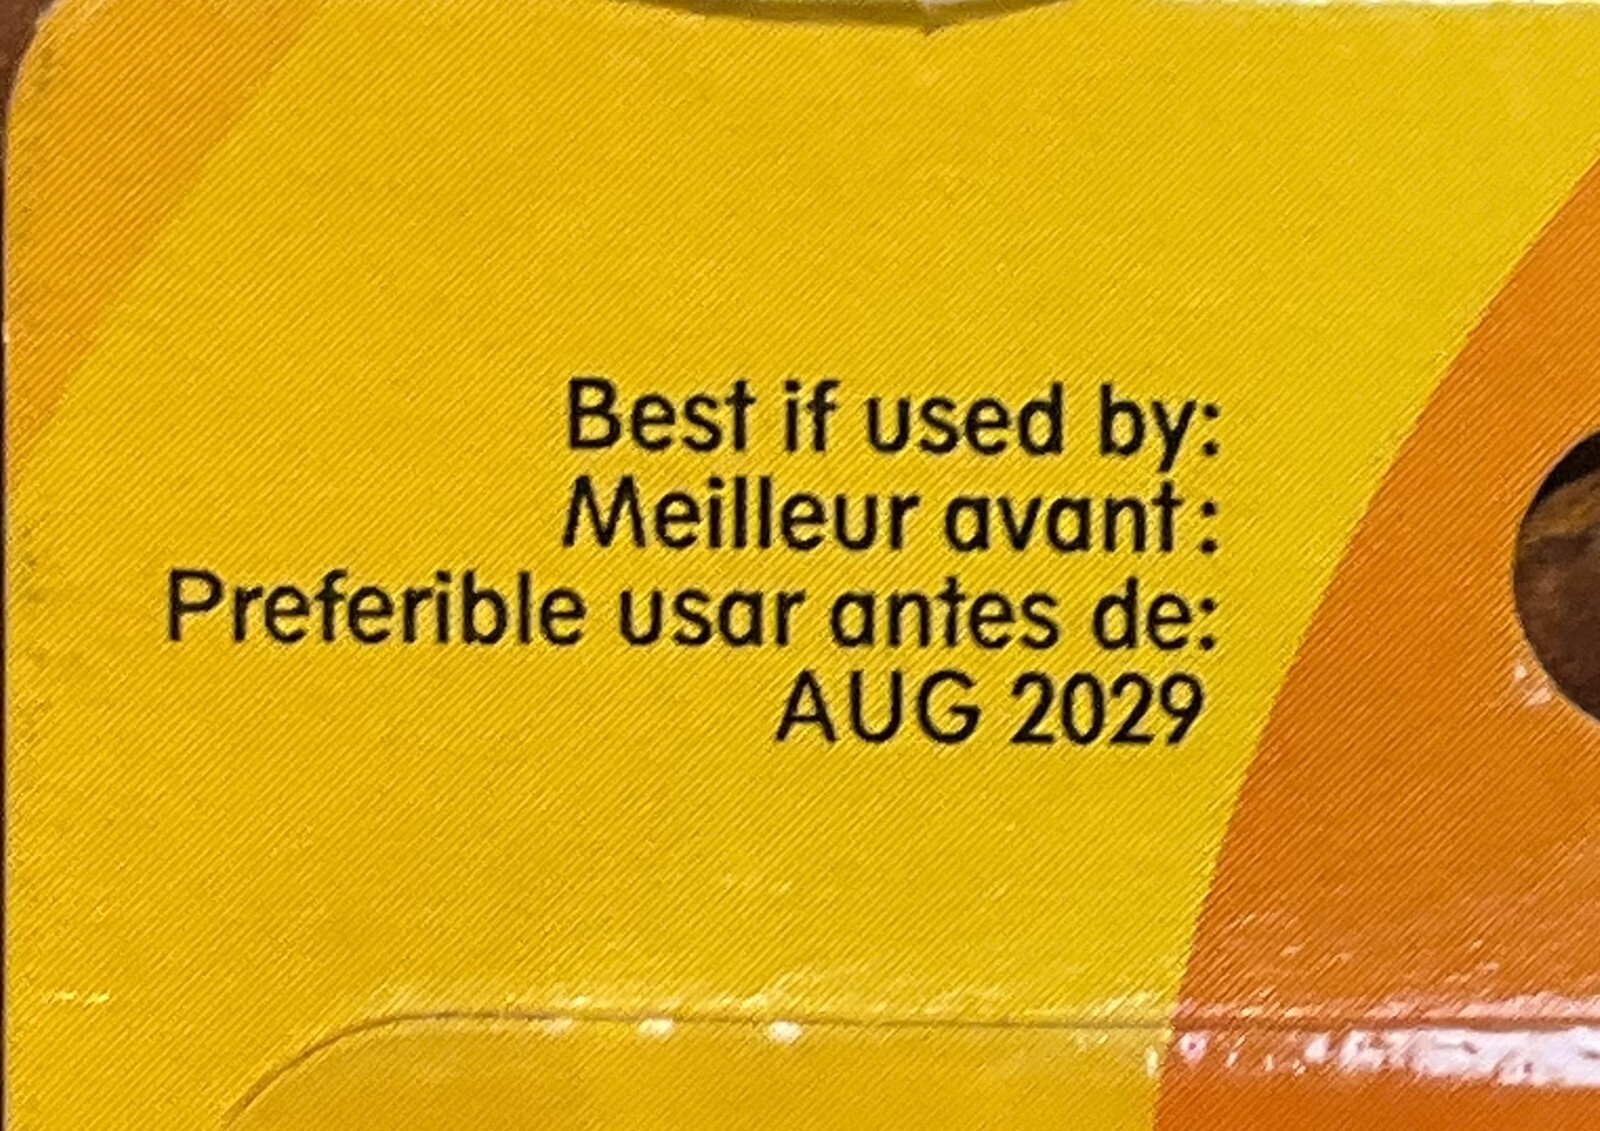 Best if used by:
Meilleur avant :
Preferible usar antes de:
AUG 2029